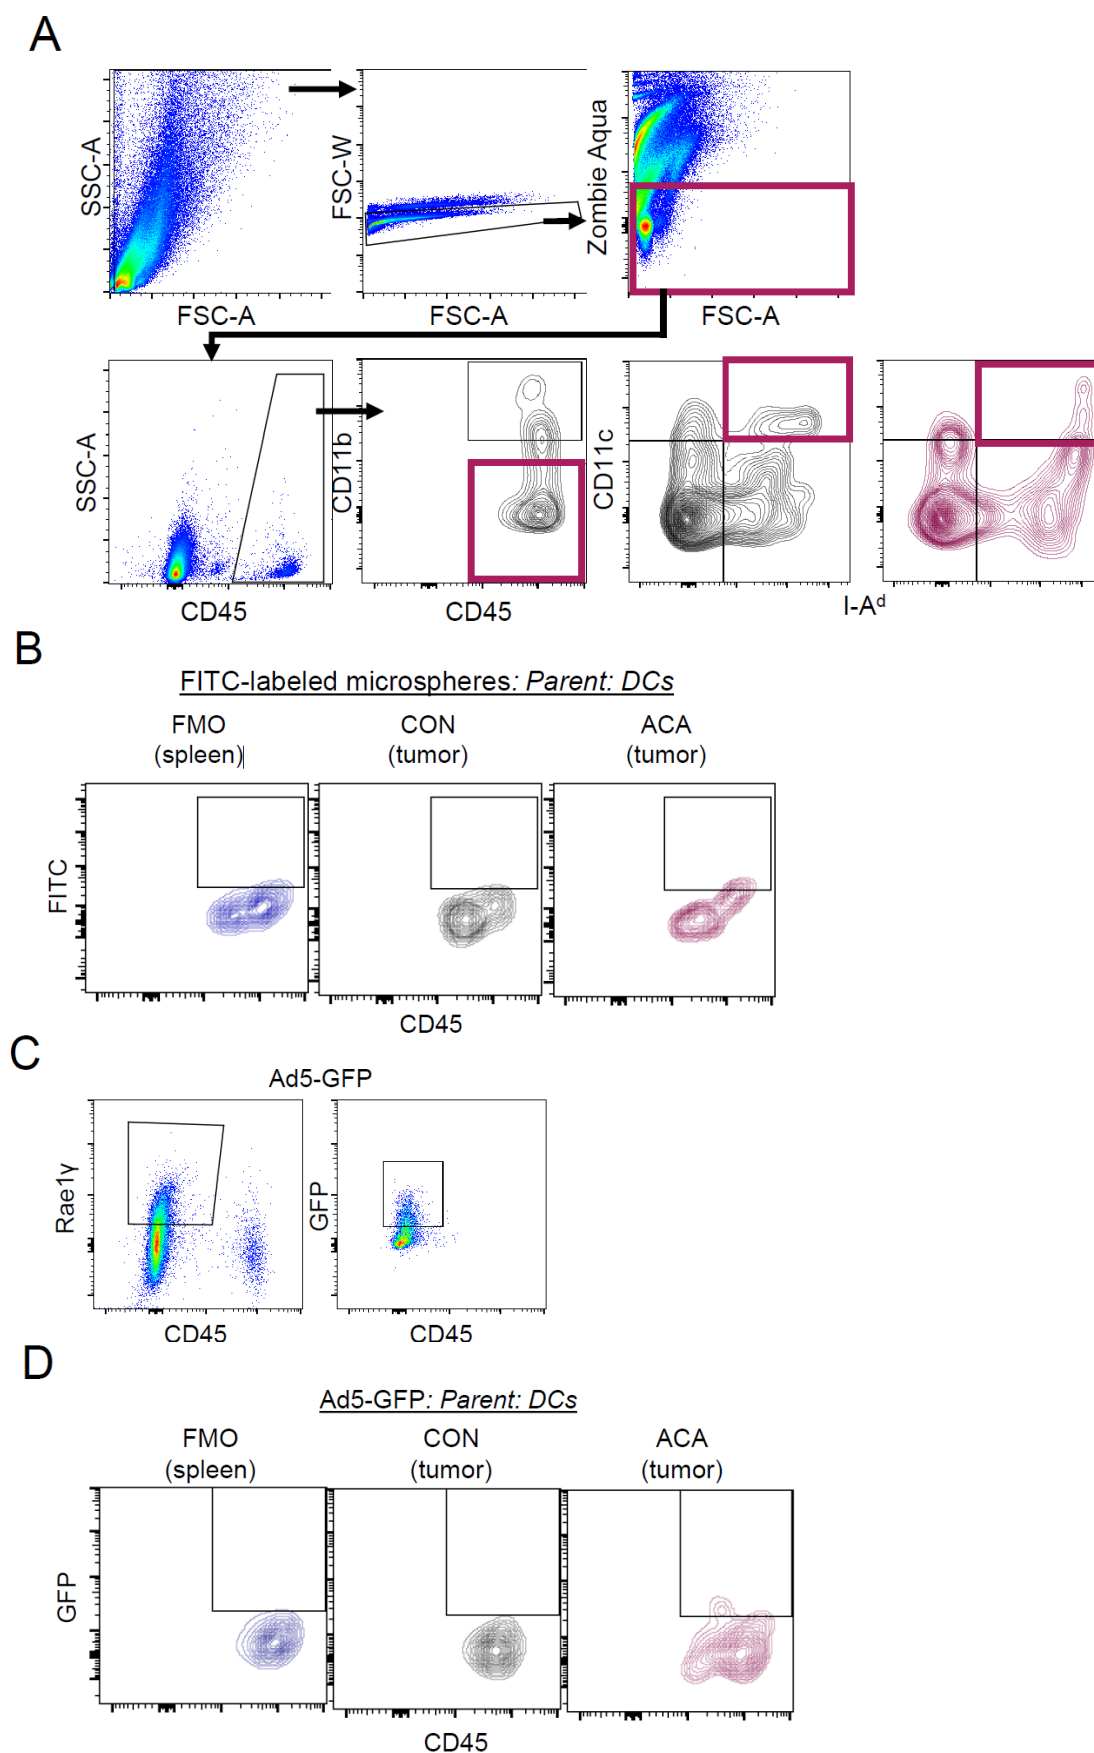 A
SSC-A
FSC-A
FSC-W
FSC-A
Zombie Aqua
FSC-A
SSC-A
CD45
CD11b
CD45
CD11c
I-Aᵈ
B
FITC-labeled microspheres: Parent: DCs
FMO
(spleen)
CON
(tumor)
ACA
(tumor)
FITC
CD45
C
Ad5-GFP
Rae1γ
CD45
GFP
CD45
D
Ad5-GFP: Parent: DCs
FMO
(spleen)
CON
(tumor)
ACA
(tumor)
GFP
CD45